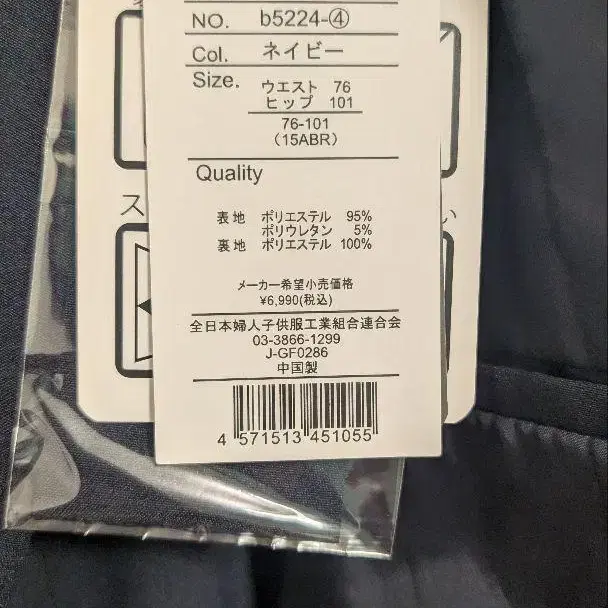 NO. b5224-④
Col. ネイビー
Size. ウエスト 76
ヒップ 101
76-101
(15ABR)
Quality
ス
い
表地 ポリエステル 95%
ポリウレタン 5%
裏地 ポリエステル 100%
メーカー希望小売価格
¥6,990(税込)
全日本婦人子供服工業組合連合会
03-3866-1299
J-GF0286
中国製
4 571513 451055